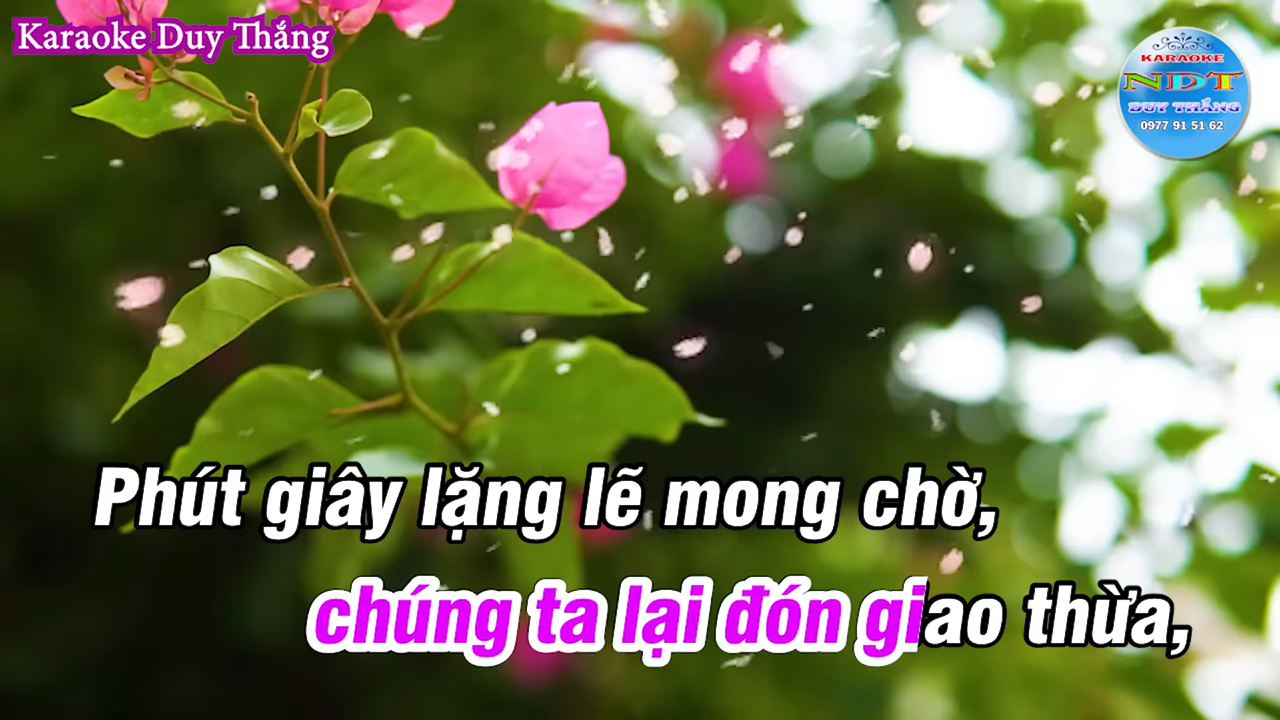 Karaoke Duy Thắng
KARAOKE
NDT
DUY THẮNG
0977 91 51 62
Phút giây lặng lẽ mong chờ,
chúng ta lại đón giao thừa,